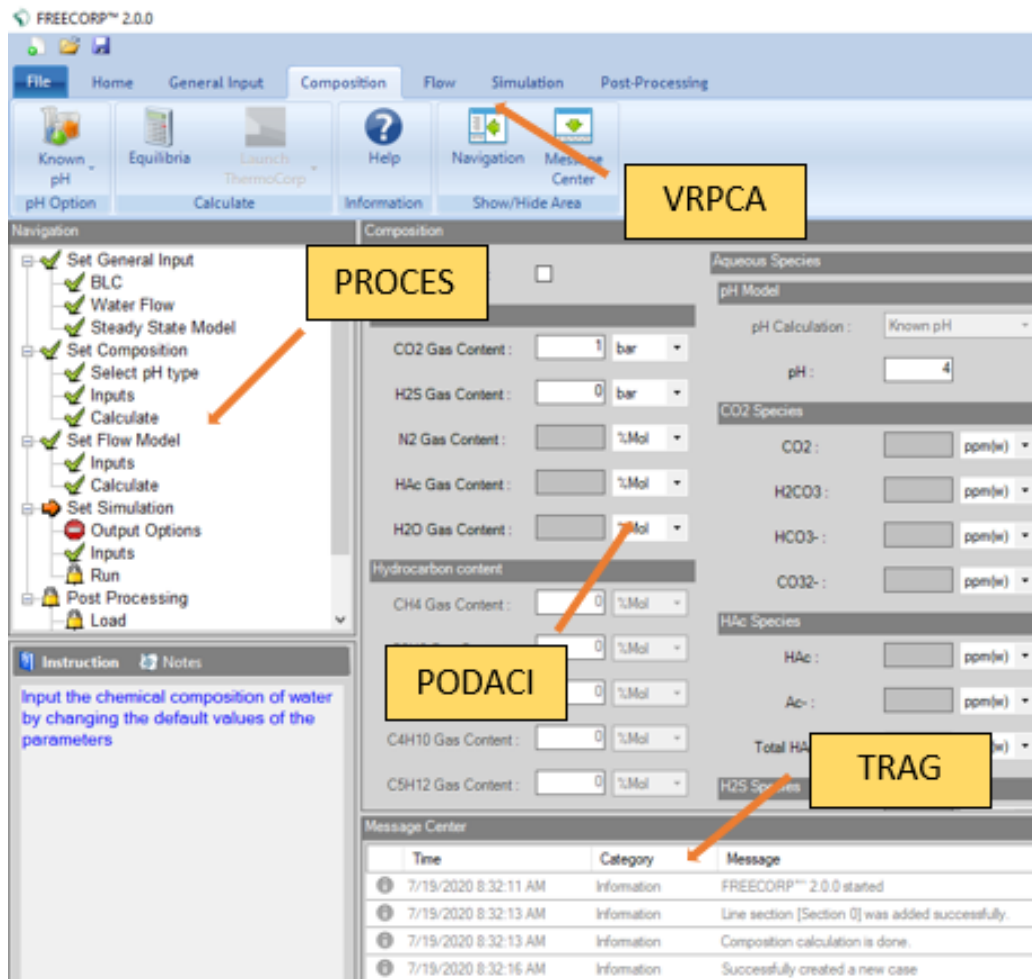 FREECORP™ 2.0.0
File Home General Input Composition Flow Simulation Post-Processing
Known pH
Equilibria
Launch ThermoCorp
Help
Navigation
Message Center
pH Option
Calculate
Information
Show/Hide Area
VRPCA
Navigation
Set General Input
BLC
Water Flow
Steady State Model
Set Composition
Select pH type
Inputs
Calculate
Set Flow Model
Inputs
Calculate
Set Simulation
Output Options
Inputs
Run
Post Processing
Load
PROCES
Instruction Notes
Input the chemical composition of water
by changing the default values of the
parameters
Composition
CO2 Gas Content : 1 bar
H2S Gas Content : 0 bar
N2 Gas Content : %Mol
HAc Gas Content : %Mol
H2O Gas Content : %Mol
Hydrocarbon content
CH4 Gas Content : 0 %Mol
0 %Mol
PODACI
0 %Mol
C4H10 Gas Content : 0 %Mol
C5H12 Gas Content : 0 %Mol
Aqueous Species
pH Model
pH Calculation : Known pH
pH : 4
CO2 Species
CO2 : ppm(w)
H2CO3 : ppm(w)
HCO3- : ppm(w)
CO32- : ppm(w)
HAc Species
HAc : ppm(w)
Ac- : ppm(w)
Total
TRAG
H2S Species
Message Center
Time Category Message
7/19/2020 8:32:11 AM Information FREECORP™ 2.0.0 started
7/19/2020 8:32:13 AM Information Line section [Section 0] was added successfully.
7/19/2020 8:32:13 AM Information Composition calculation is done.
7/19/2020 8:32:16 AM Information Successfully created a new case